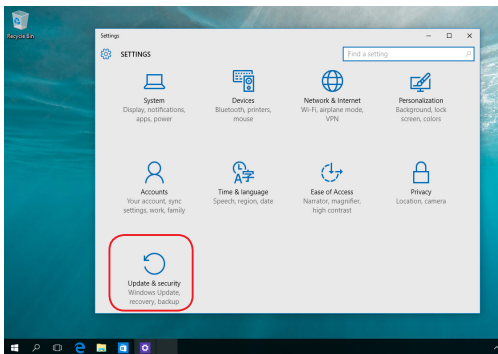 Recycle Bin
Settings
SETTINGS
Find a setting
System
Display, notifications,
apps, power
Devices
Bluetooth, printers,
mouse
Network & Internet
Wi-Fi, airplane mode,
VPN
Personalization
Background, lock
screen, colors
Accounts
Your account, sync
settings, work, family
Time & language
Speech, region, date
Ease of Access
Narrator, magnifier,
high contrast
Privacy
Location, camera
Update & security
Windows Update,
recovery, backup